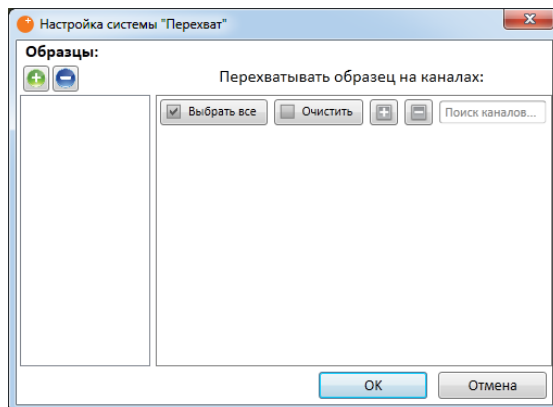 Настройка системы "Перехват"
Образцы:
Перехватывать образец на каналах:
Выбрать все Очистить Поиск каналов...
OK Отмена